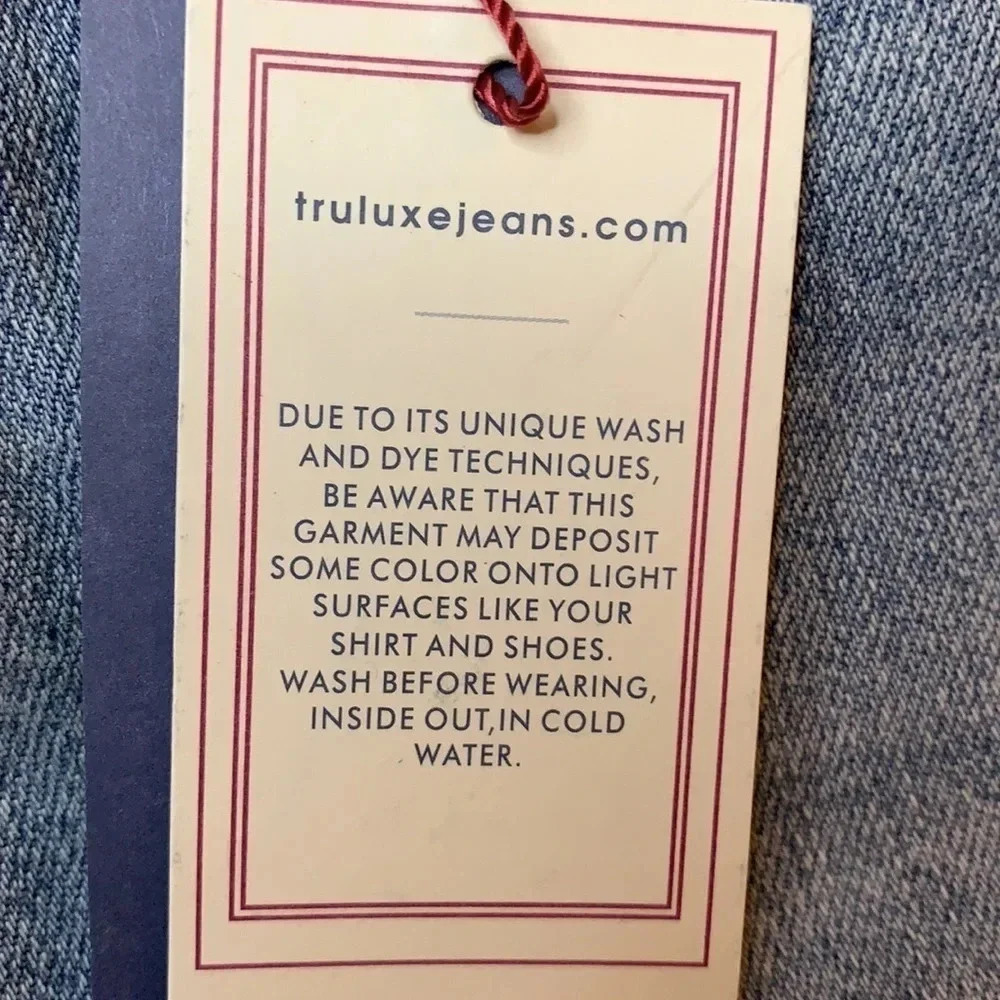 truluxejeans.com
DUE TO ITS UNIQUE WASH
AND DYE TECHNIQUES,
BE AWARE THAT THIS
GARMENT MAY DEPOSIT
SOME COLOR ONTO LIGHT
SURFACES LIKE YOUR
SHIRT AND SHOES.
WASH BEFORE WEARING,
INSIDE OUT,IN COLD
WATER.